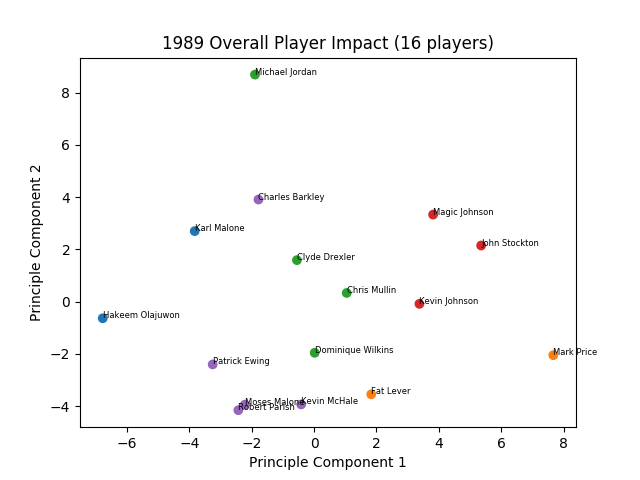 1989 Overall Player Impact (16 players)
Principle Component 2
8
6
4
2
0
−2
−4
Michael Jordan
Charles Barkley
Magic Johnson
Karl Malone
John Stockton
Clyde Drexler
Chris Mullin
Kevin Johnson
Hakeem Olajuwon
Dominique Wilkins
Mark Price
Patrick Ewing
Fat Lever
Moses Malone
Kevin McHale
Robert Parish
−6 −4 −2 0 2 4 6 8
Principle Component 1